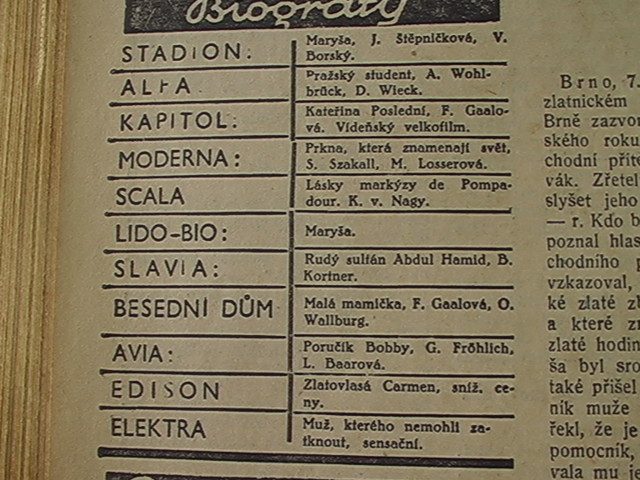 Biografy
STADION:
Maryša, J. Štěpničková, V.
Borský.
ALFA
Pražský student, A. Wohl-
brück, D. Wieck.
KAPITOL:
Kateřina Poslední, F. Gaalo-
vá. Vídeňský velkofilm.
MODERNA:
Prkna, která znamenají svět,
S. Szakall, M. Losserová.
SCALA
Lásky markýzy de Pompa-
dour. K. v. Nagy.
LIDO-BIO:
Maryša.
SLAVIA:
Rudý sultán Abdul Hamid, B.
Kortner.
BESEDNÍ DŮM
Malá mamička, F. Gaalová, O.
Wallburg.
AVIA:
Poručík Bobby, G. Fröhlich,
L. Baarová.
EDISON
Zlatovlasá Carmen, sníž. ce-
ny.
ELEKTRA
Muž, kterého nemohli za-
tknout, sensační.
Brno, 7.
zlatnickém
Brně zazvor
ského roku
chodní příte
vák. Zřetel
slyšet jeho
— r. Kdo b
poznal hlas
chodního p
vzkazoval,
ké zlaté zb
a které zn
zlaté hodin
ša byl sro
také přišel
ník muže
řekl, že je
pomocník,
vala mu je